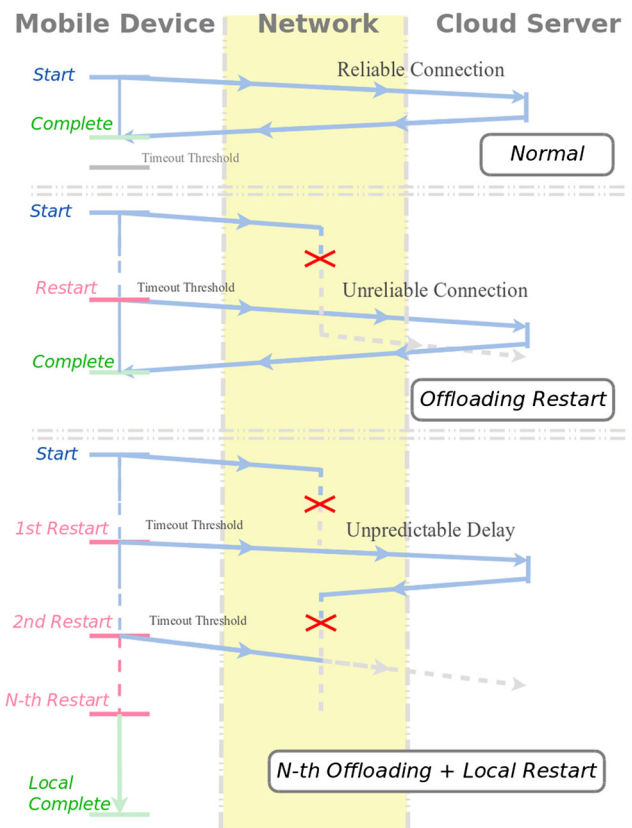 Mobile Device Network Cloud Server
Start
Reliable Connection
Complete
Timeout Threshold
Normal
Start
Restart
Timeout Threshold
Unreliable Connection
Complete
Offloading Restart
Start
1st Restart
Timeout Threshold
Unpredictable Delay
2nd Restart
Timeout Threshold
N-th Restart
N-th Offloading + Local Restart
Local
Complete